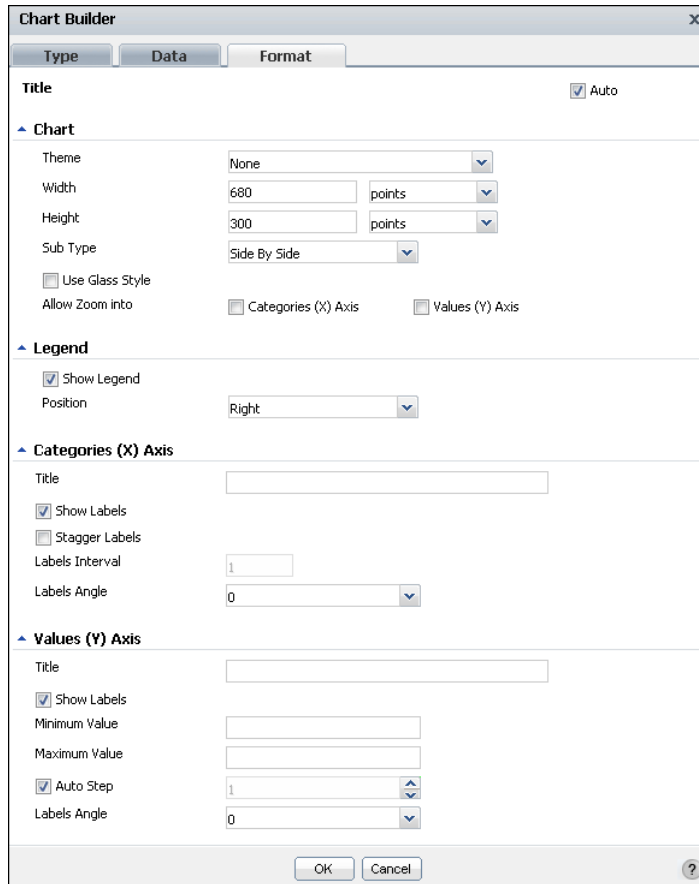 Chart Builder x
Type Data Format
Title Auto
Chart
Theme None
Width 680 points
Height 300 points
Sub Type Side By Side
Use Glass Style
Allow Zoom into Categories (X) Axis Values (Y) Axis
Legend
Show Legend
Position Right
Categories (X) Axis
Title
Show Labels
Stagger Labels
Labels Interval 1
Labels Angle 0
Values (Y) Axis
Title
Show Labels
Minimum Value
Maximum Value
Auto Step 1
Labels Angle 0
OK Cancel ?